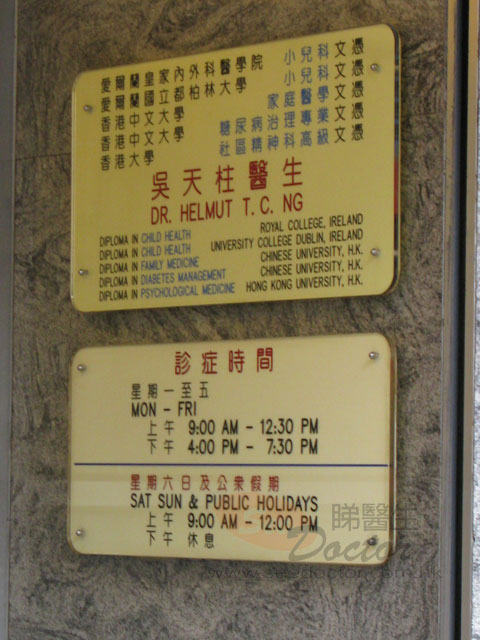 愛爾蘭皇家內外科醫學院 小兒科文憑
愛爾蘭國立都柏林大學 小兒科文憑
香港中文大學 家庭醫學文憑
香港中文大學 糖尿病治理專業文憑
香港大學 社區精神科高級文憑
吳天柱醫生
DR. HELMUT T. C. NG
DIPLOMA IN CHILD HEALTH ROYAL COLLEGE, IRELAND
DIPLOMA IN CHILD HEALTH UNIVERSITY COLLEGE DUBLIN, IRELAND
DIPLOMA IN FAMILY MEDICINE CHINESE UNIVERSITY, H.K.
DIPLOMA IN DIABETES MANAGEMENT CHINESE UNIVERSITY, H.K.
DIPLOMA IN PSYCHOLOGICAL MEDICINE HONG KONG UNIVERSITY, H.K.
診症時間
星期一至五
MON - FRI
上午 9:00 AM - 12:30 PM
下午 4:00 PM - 7:30 PM
星期六日及公衆假期
SAT SUN & PUBLIC HOLIDAYS
上午 9:00 AM - 12:00 PM
下午 休息
睇醫生